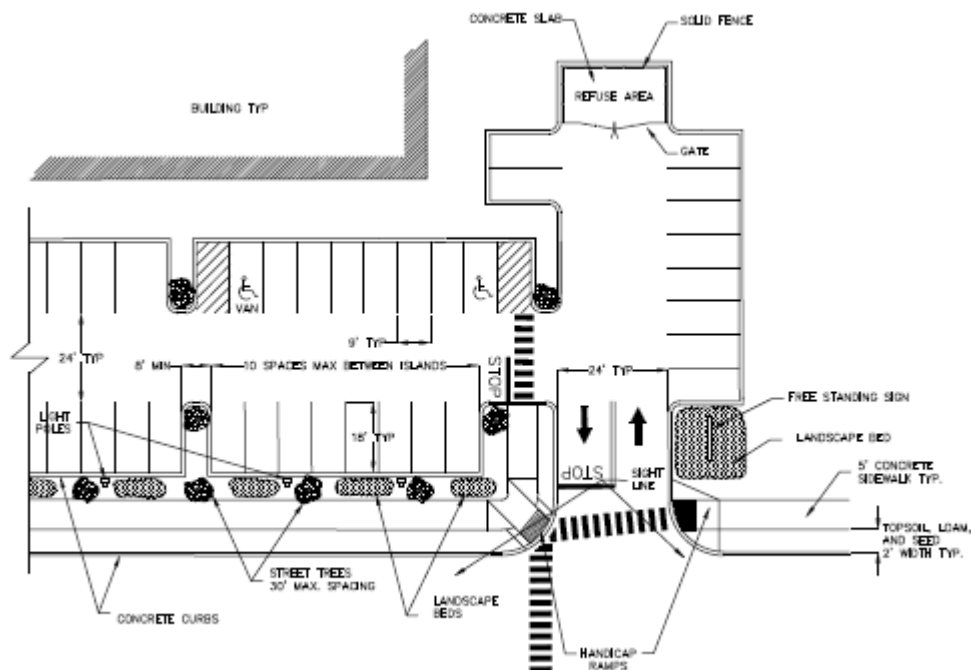 CONCRETE SLAB
SOLID FENCE
REFUSE AREA
BUILDING TYP
GATE
VAN
9' TYP
24' TYP
8' MIN
10 SPACES MAX BETWEEN ISLANDS
STOP
24' TYP
FREE STANDING SIGN
LIGHT
POLES
18' TYP
LANDSCAPE BED
STOP
SIGHT
LINE
5' CONCRETE
SIDEWALK TYP.
TOPSOIL, LOAM,
AND SEED
2' WIDTH TYP.
STREET TREES
30' MAX. SPACING
LANDSCAPE
BEDS
CONCRETE CURBS
HANDICAP
RAMPS